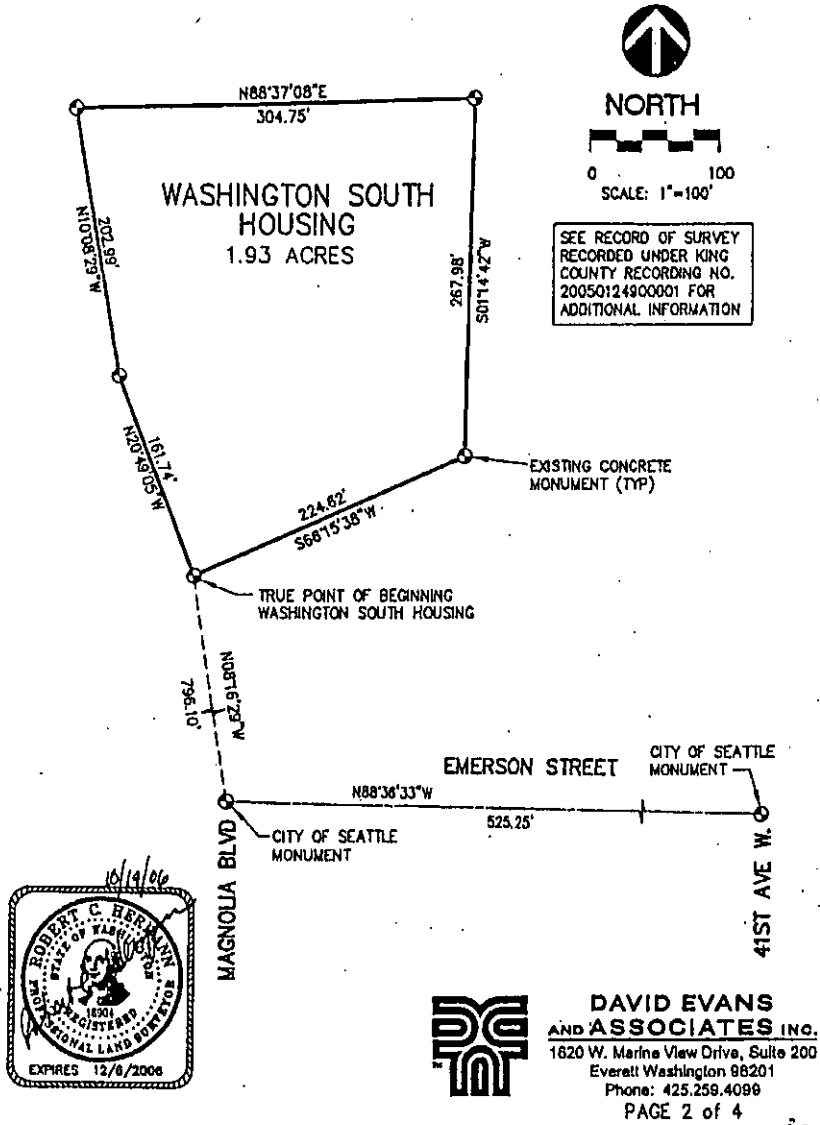 N88°37'08"E
304.75'
NORTH
0 100
SCALE: 1"=100'
WASHINGTON SOUTH
HOUSING
1.93 ACRES
SEE RECORD OF SURVEY
RECORDED UNDER KING
COUNTY RECORDING NO.
20050124900001 FOR
ADDITIONAL INFORMATION
202.99'
N10°08'29"W
267.98'
S01°14'42"W
161.74'
N20°49'05"W
EXISTING CONCRETE
MONUMENT (TYP)
224.62'
S66°15'38"W
TRUE POINT OF BEGINNING
WASHINGTON SOUTH HOUSING
N08°16'29"W
796.10'
EMERSON STREET
CITY OF SEATTLE
MONUMENT
N88°36'33"W
525.25'
CITY OF SEATTLE
MONUMENT
MAGNOLIA BLVD
41ST AVE W.
10/19/06
ROBERT C. HERMANN
STATE OF WASHINGTON
REGISTERED
PROFESSIONAL LAND SURVEYOR
EXPIRES 12/6/2006
DAVID EVANS
AND ASSOCIATES INC.
1620 W. Marine View Drive, Suite 200
Everett Washington 98201
Phone: 425.259.4099
PAGE 2 of 4